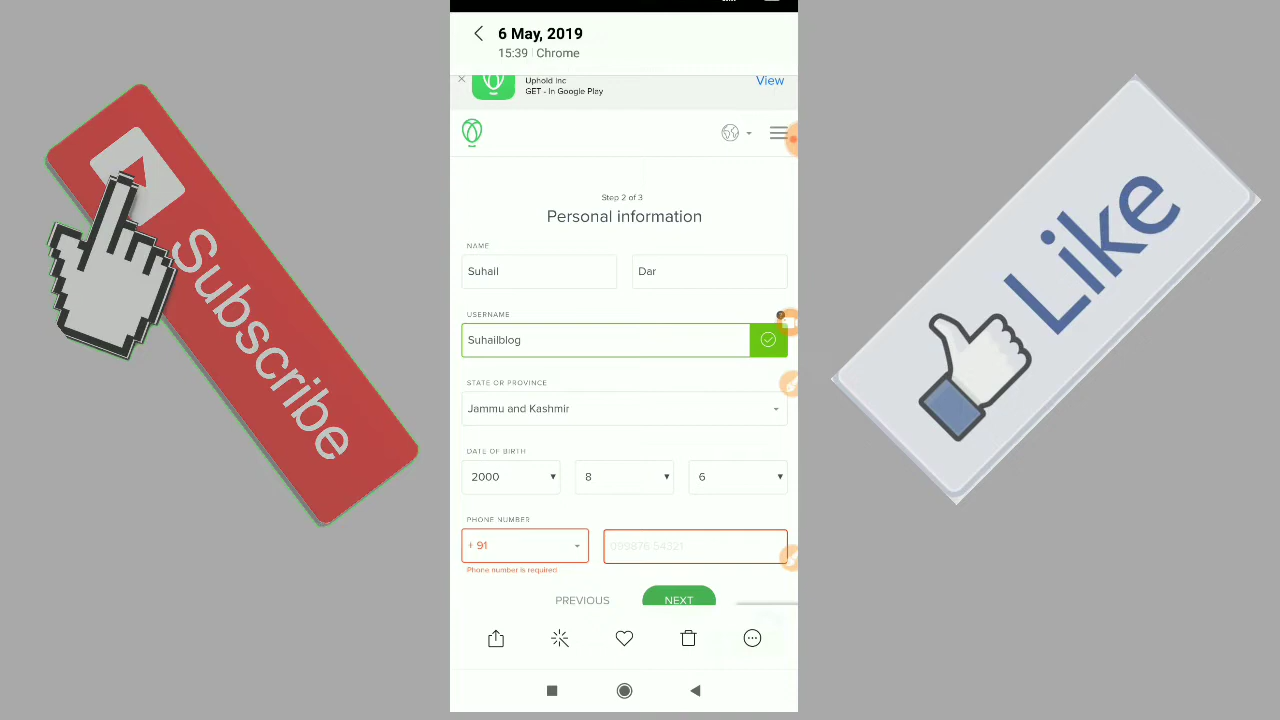 6 May, 2019
15:39 | Chrome
Uphold Inc
GET - In Google Play
View
Step 2 of 3
Personal information
NAME
Suhail
Dar
USERNAME
Suhailblog
STATE OR PROVINCE
Jammu and Kashmir
DATE OF BIRTH
2000
8
6
PHONE NUMBER
+ 91
099876 54321
Phone number is required.
PREVIOUS
NEXT
Subscribe
Like